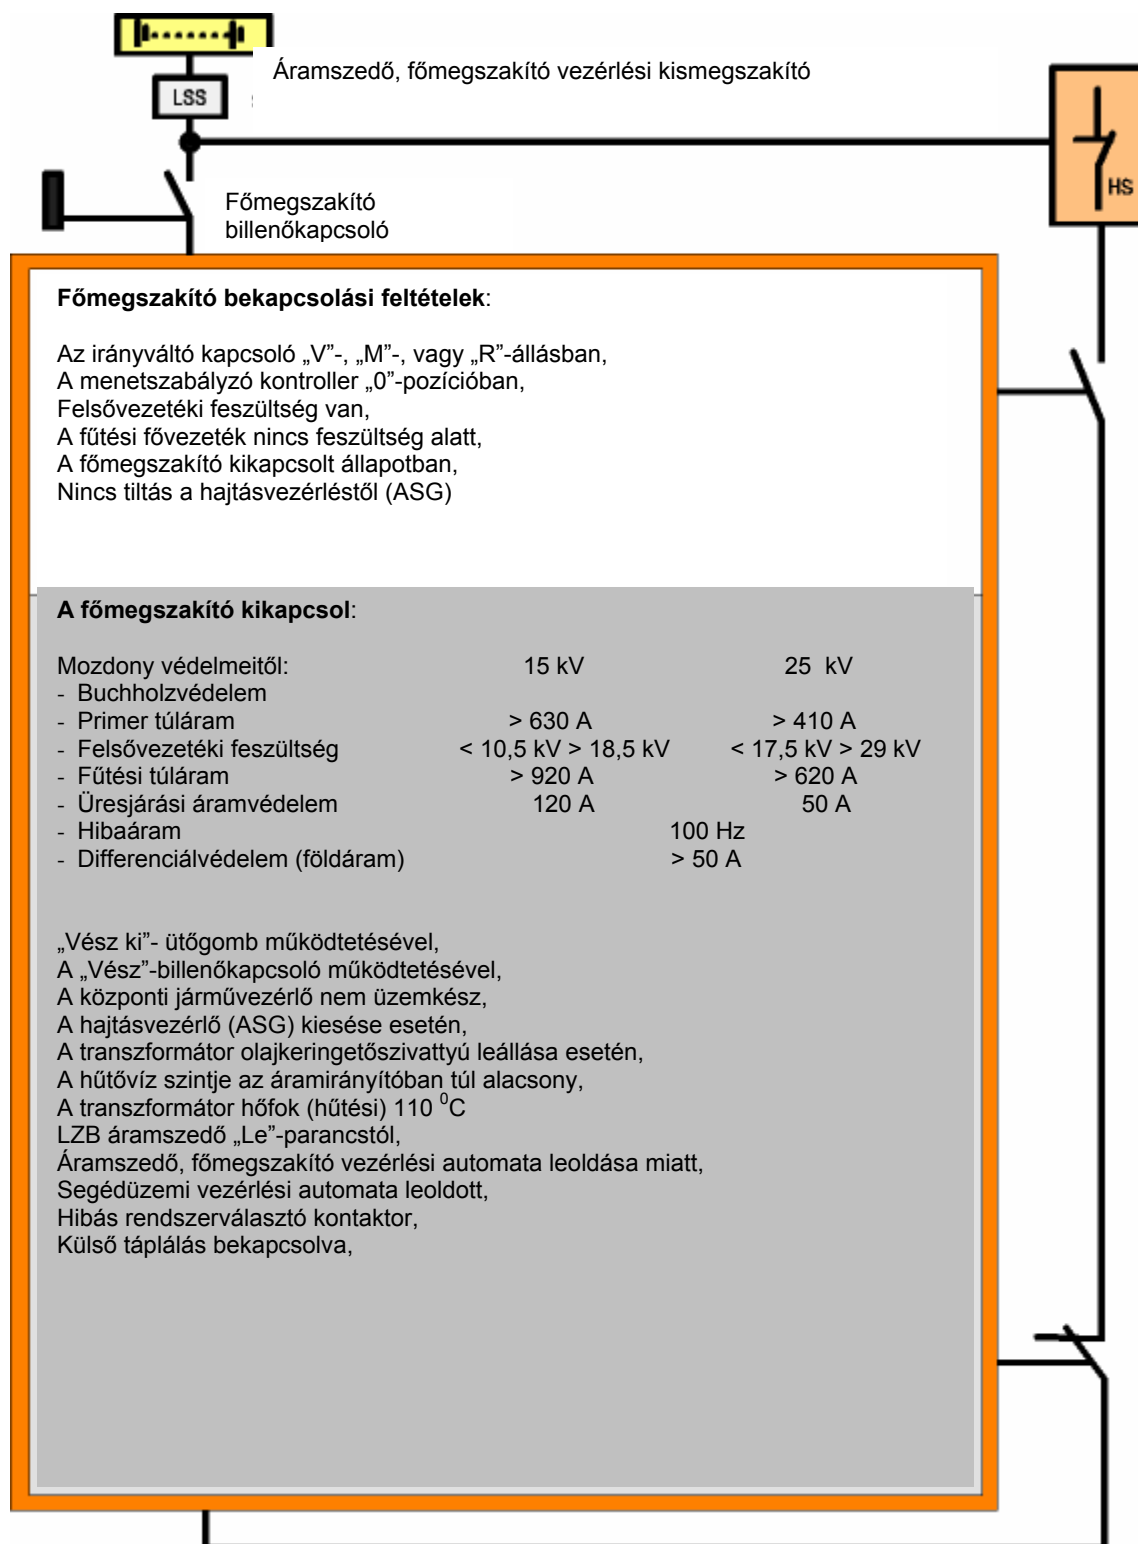 Áramszedő, főmegszakító vezérlési kismegszakító
LSS
HS
Főmegszakító
billenőkapcsoló
Főmegszakító bekapcsolási feltételek:
Az irányváltó kapcsoló „V”-, „M”-, vagy „R”-állásban,
A menetszabályzó kontroller „0”-pozícióban,
Felsővezetéki feszültség van,
A fűtési fővezeték nincs feszültség alatt,
A főmegszakító kikapcsolt állapotban,
Nincs tiltás a hajtásvezérléstől (ASG)
A főmegszakító kikapcsol:
Mozdony védelmeitől: 15 kV 25 kV
- Buchholzvédelem
- Primer túláram > 630 A > 410 A
- Felsővezetéki feszültség < 10,5 kV > 18,5 kV < 17,5 kV > 29 kV
- Fűtési túláram > 920 A > 620 A
- Üresjárási áramvédelem 120 A 50 A
- Hibaáram 100 Hz
- Differenciálvédelem (földáram) > 50 A
„Vész ki”- ütőgomb működtetésével,
A „Vész”-billenőkapcsoló működtetésével,
A központi járművezérlő nem üzemkész,
A hajtásvezérlő (ASG) kiesése esetén,
A transzformátor olajkeringetőszivattyú leállása esetén,
A hűtővíz szintje az áramirányítóban túl alacsony,
A transzformátor hőfok (hűtési) 110 ⁰C
LZB áramszedő „Le”-parancstól,
Áramszedő, főmegszakító vezérlési automata leoldása miatt,
Segédüzemi vezérlési automata leoldott,
Hibás rendszerválasztó kontaktor,
Külső táplálás bekapcsolva,